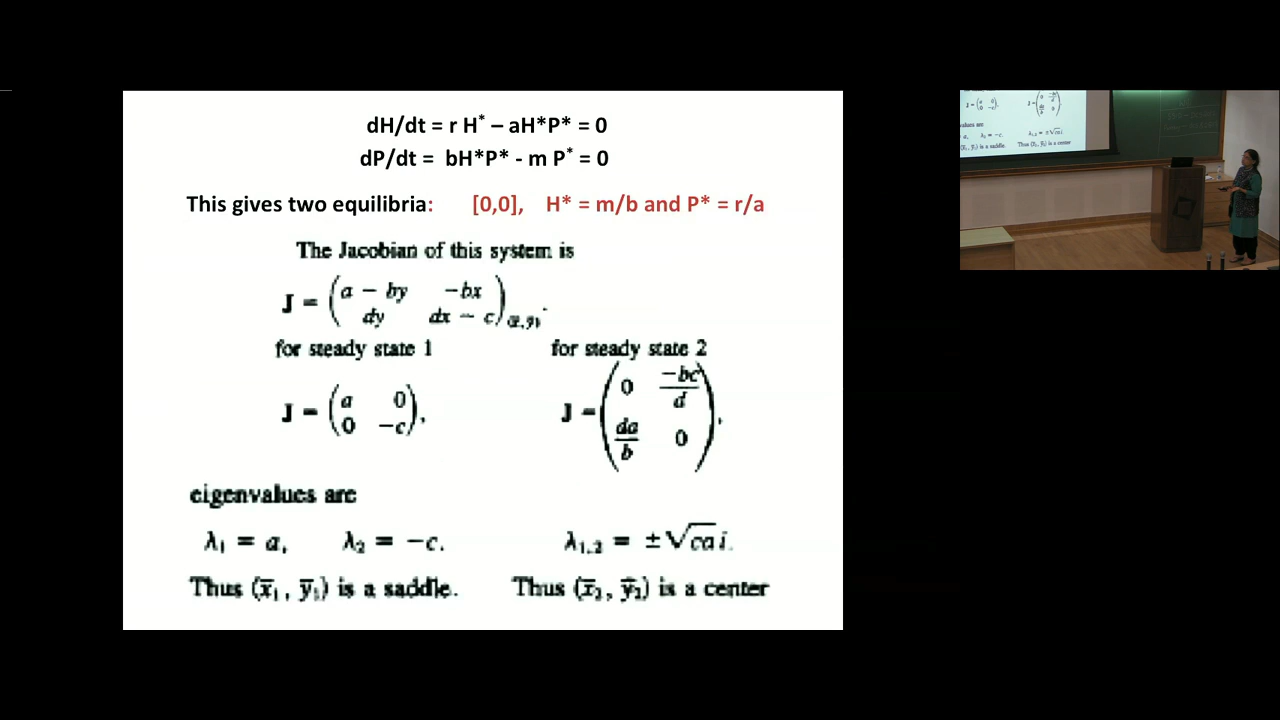 dH/dt = r H* – aH*P* = 0
dP/dt = bH*P* - m P* = 0
This gives two equilibria: [0,0], H* = m/b and P* = r/a
The Jacobian of this system is
J = ( a − by −bx
dy dx − c )(x̄, ȳ).
for steady state 1 for steady state 2
J = ( a 0
0 −c ),
J = ( 0 −bc/d
da/b 0 ),
eigenvalues are
λ1 = a, λ2 = −c. λ1,2 = ±√ca i.
Thus (x̄1, ȳ1) is a saddle. Thus (x̄2, ȳ2) is a center